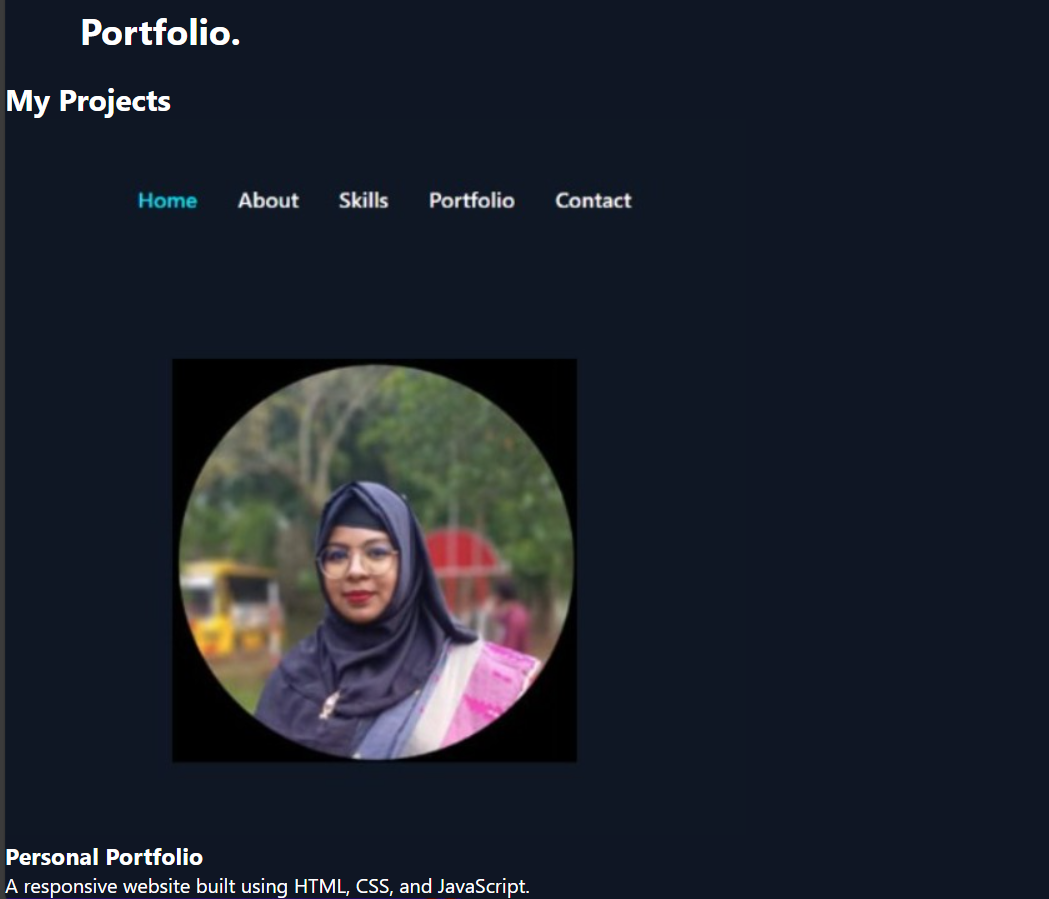 Portfolio.
My Projects
Home About Skills Portfolio Contact
Personal Portfolio
A responsive website built using HTML, CSS, and JavaScript.